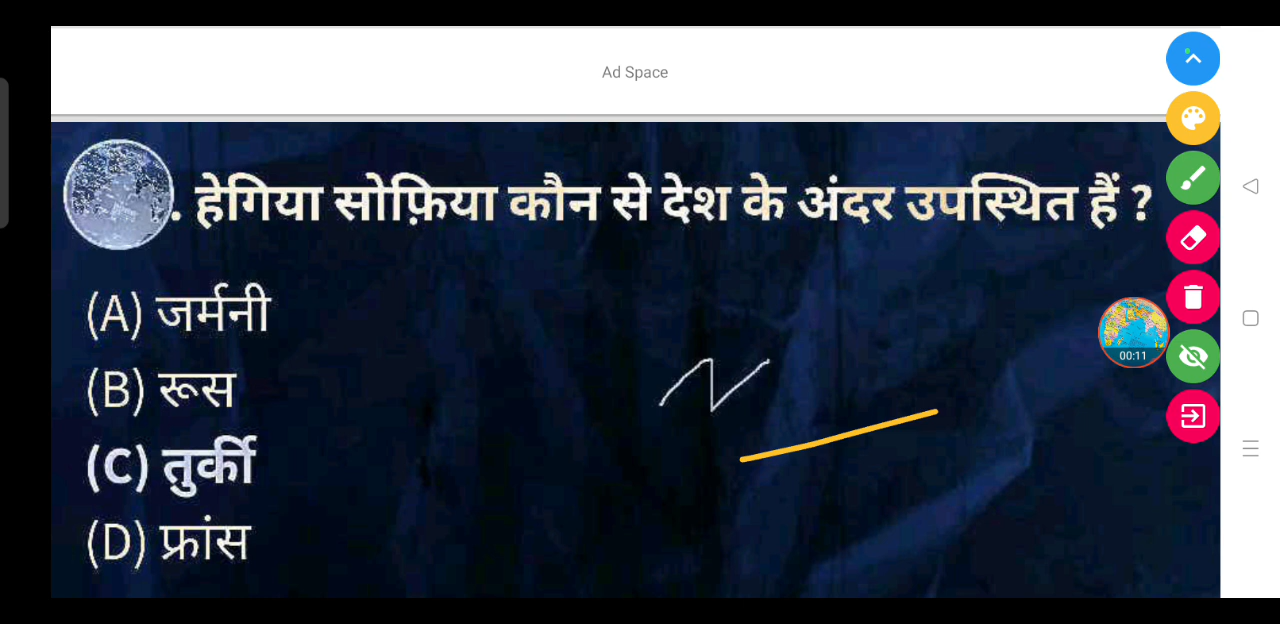 Ad Space
. हेगिया सोफ़िया कौन से देश के अंदर उपस्थित हैं ?
(A) जर्मनी
(B) रूस
00:11
(C) तुर्की
(D) फ्रांस